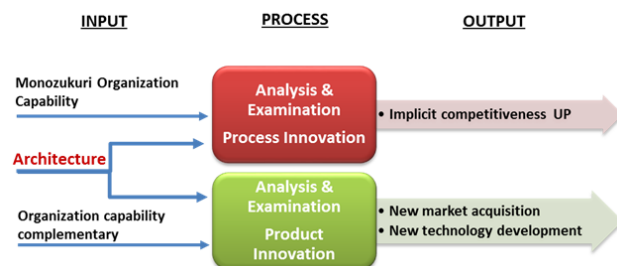 INPUT
PROCESS
OUTPUT
Monozukuri Organization
Capability
Analysis &
Examination
Process Innovation
• Implicit competitiveness UP
Architecture
Organization capability
complementary
Analysis &
Examination
Product
Innovation
• New market acquisition
• New technology development